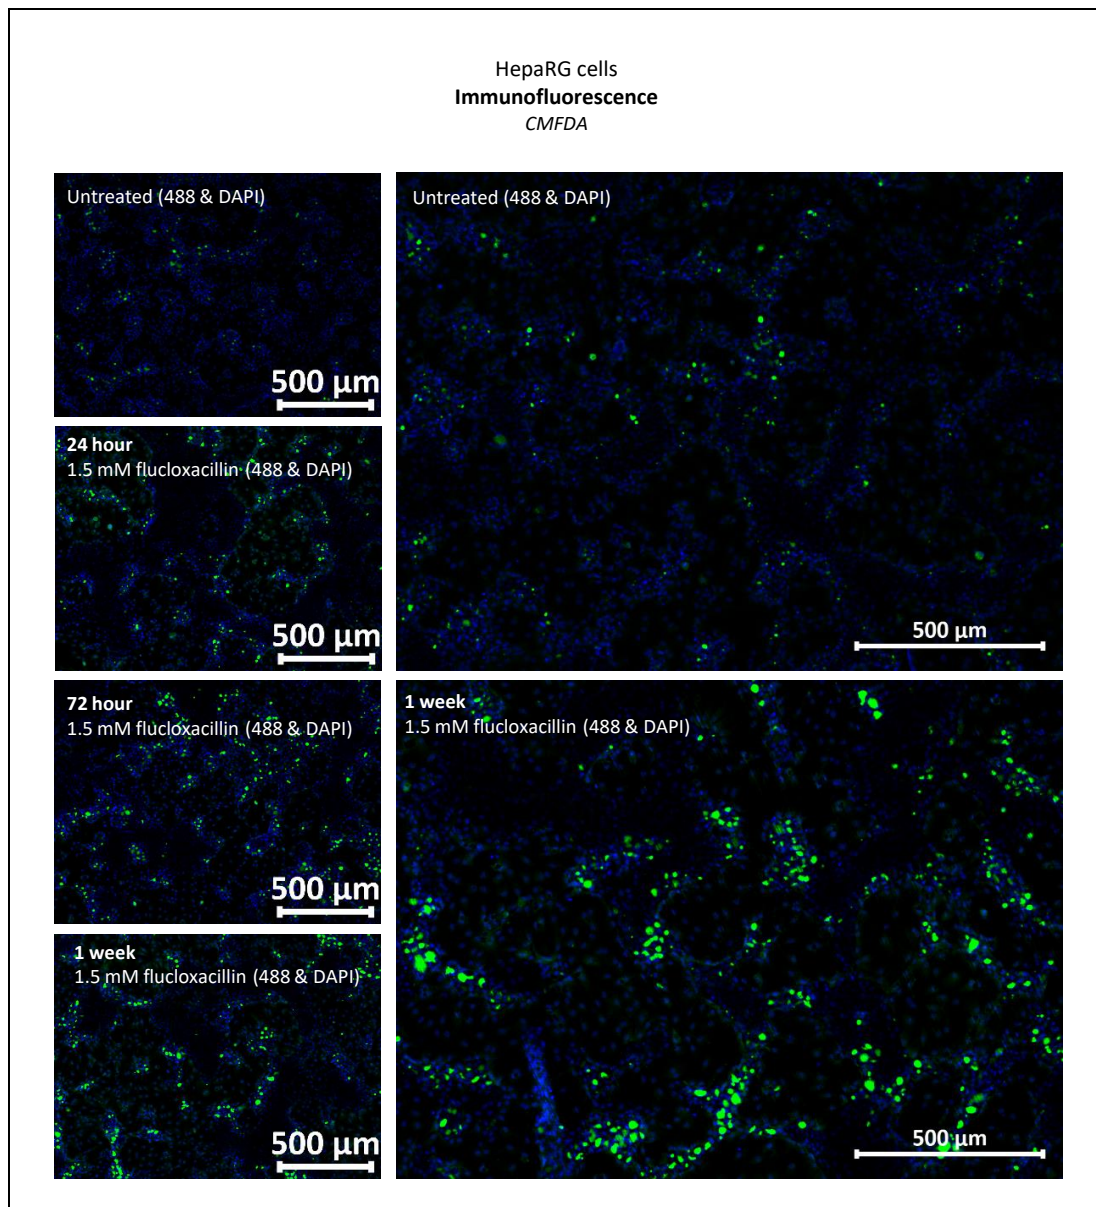 HepaRG cells
Immunofluorescence
CMFDA
Untreated (488 & DAPI)
500 µm
24 hour
1.5 mM flucloxacillin (488 & DAPI)
500 µm
72 hour
1.5 mM flucloxacillin (488 & DAPI)
500 µm
1 week
1.5 mM flucloxacillin (488 & DAPI)
500 µm
Untreated (488 & DAPI)
500 µm
1 week
1.5 mM flucloxacillin (488 & DAPI)
500 µm